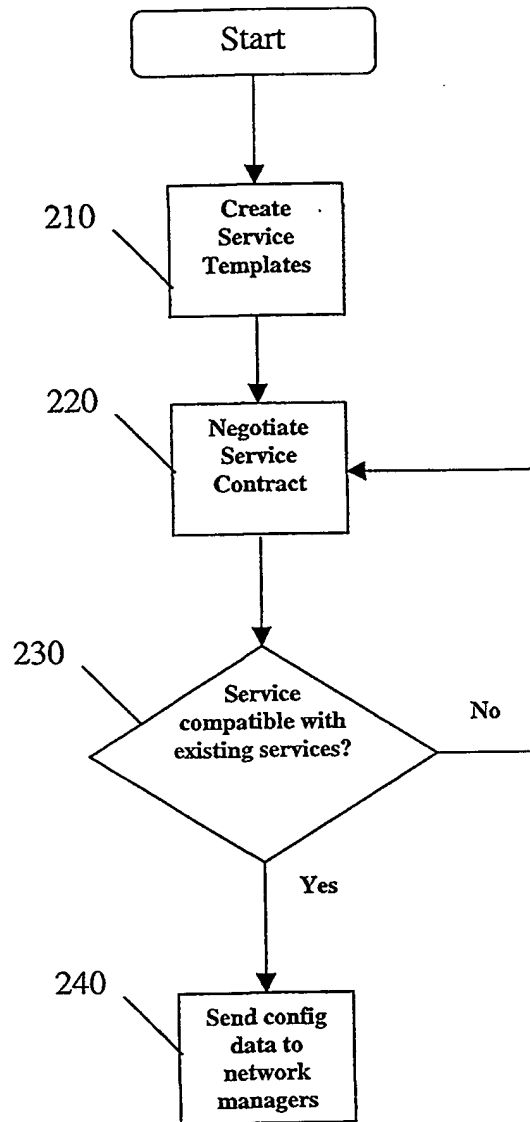 Start
210
Create
Service
Templates
220
Negotiate
Service
Contract
230
Service
compatible with
existing services?
No
Yes
240
Send config
data to
network
managers